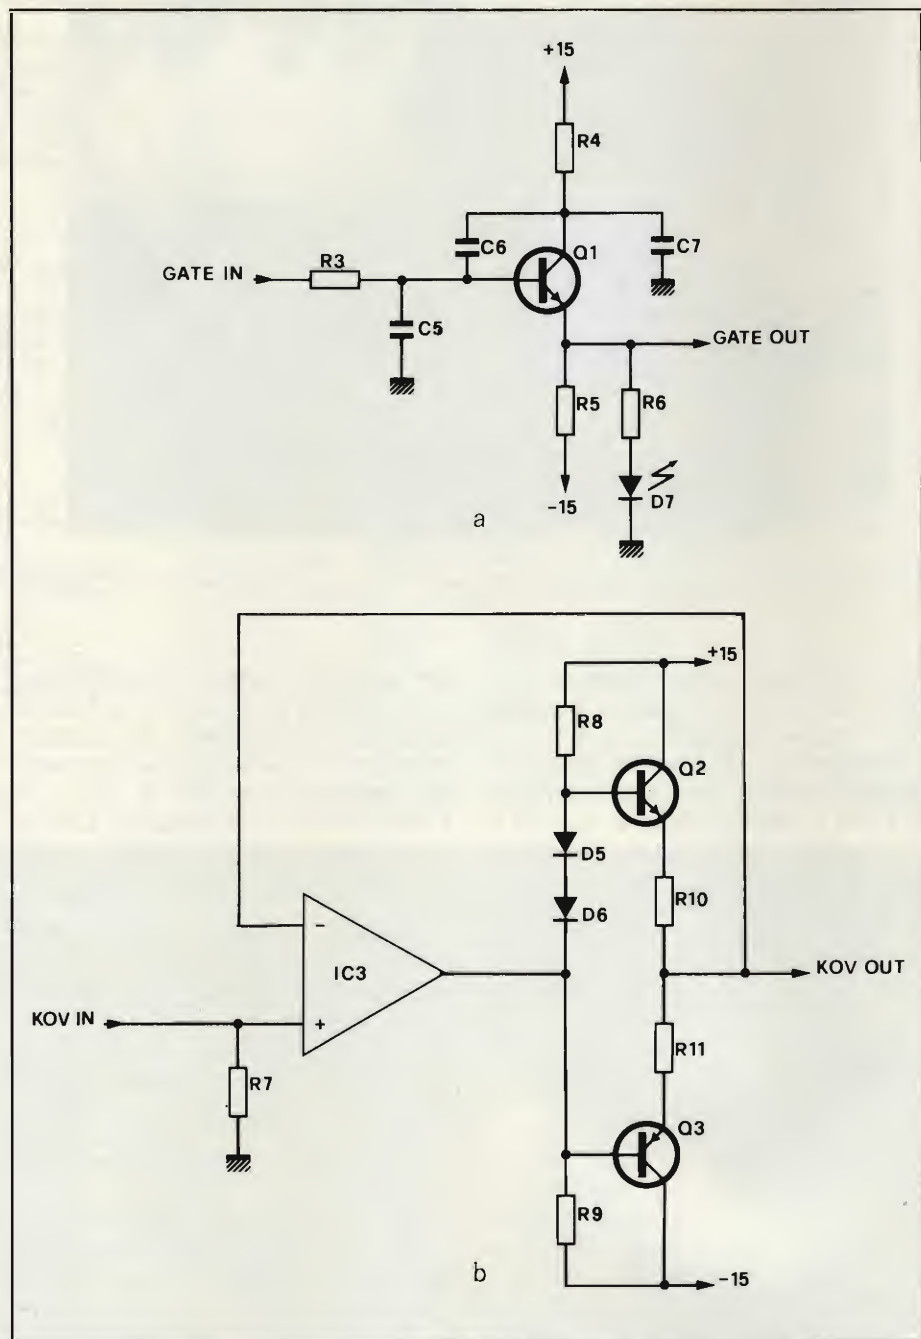 +15
R4
C6
Q1
C7
R3
GATE IN
C5
GATE OUT
R5
R6
-15
D7
a
+15
R8
Q2
D5
R10
D6
IC3
KOV OUT
KOV IN
R7
R11
Q3
R9
b
-15
-
+